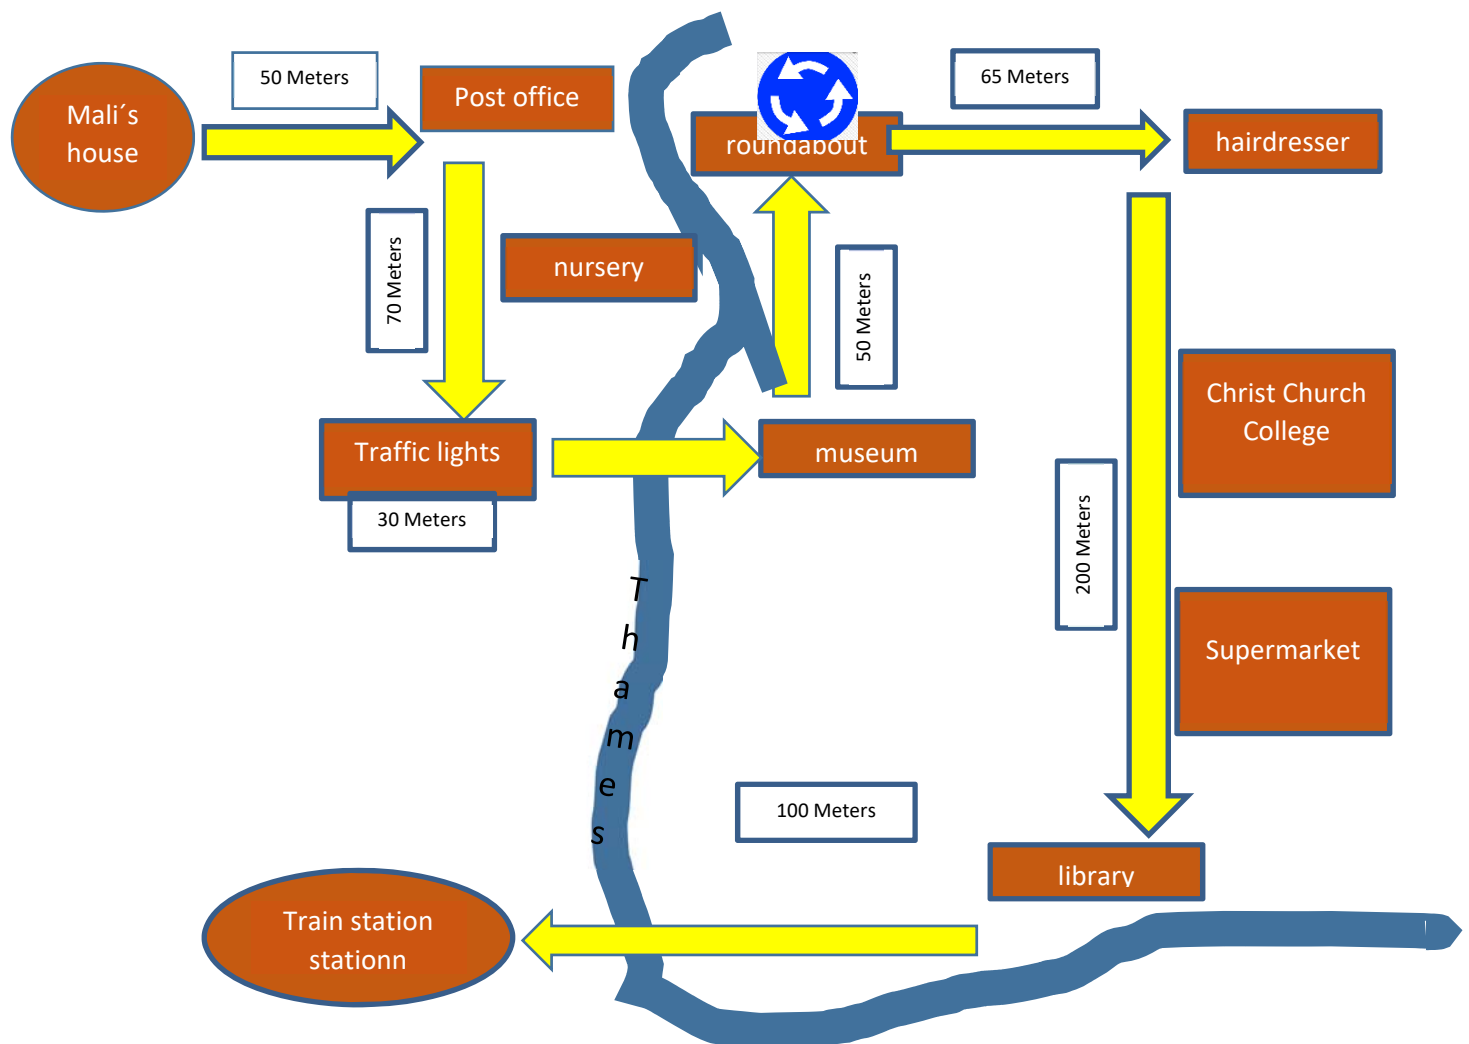 Mali´s
house
50 Meters
Post office
roundabout
65 Meters
hairdresser
70 Meters
nursery
50 Meters
Traffic lights
30 Meters
museum
Christ Church
College
200 Meters
Supermarket
Thames
100 Meters
library
Train station
stationn